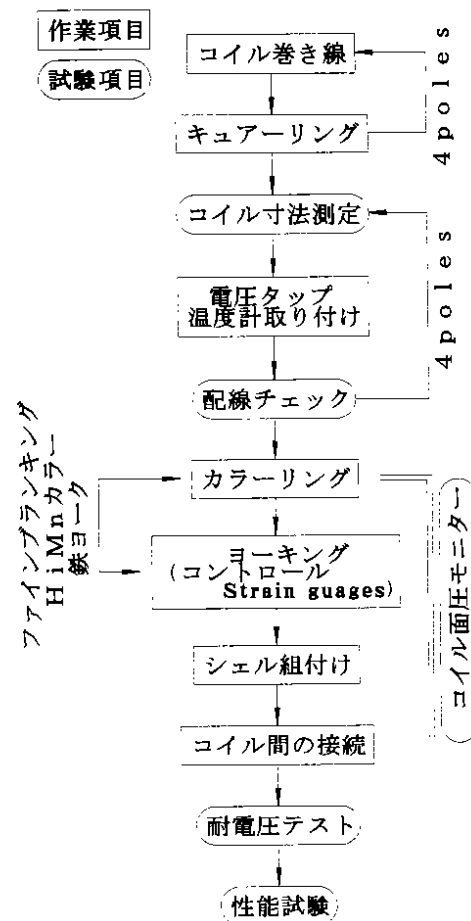 作業項目
試験項目
コイル巻き線
キュアーリング
4poles
コイル寸法測定
電圧タップ
温度計取り付け
配線チェック
4poles
ファインブランキング
HiMnカラー
鉄ヨーク
カラーリング
ヨーキング
(コントロール
Strain guages)
コイル面圧モニター
シェル組付け
コイル間の接続
耐電圧テスト
性能試験